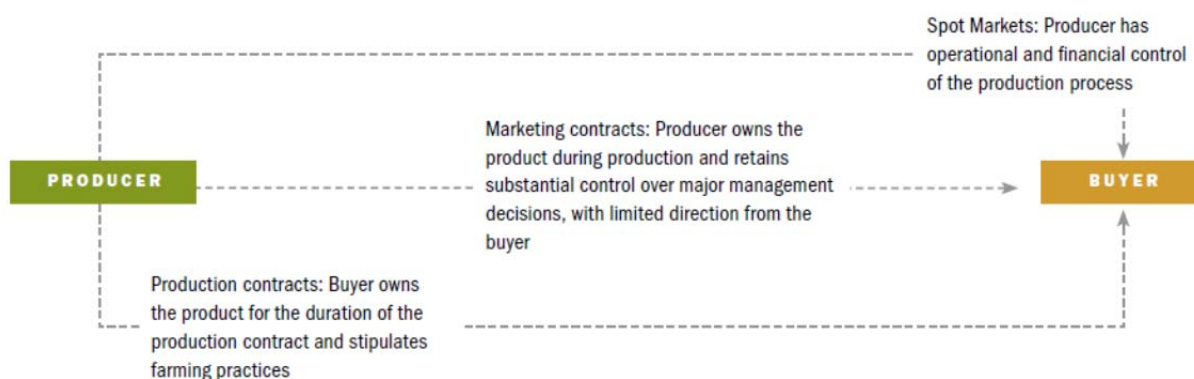 Spot Markets: Producer has
operational and financial control
of the production process
Marketing contracts: Producer owns the
product during production and retains
substantial control over major management
decisions, with limited direction from the
buyer
PRODUCER
BUYER
Production contracts: Buyer owns
the product for the duration of the
production contract and stipulates
farming practices